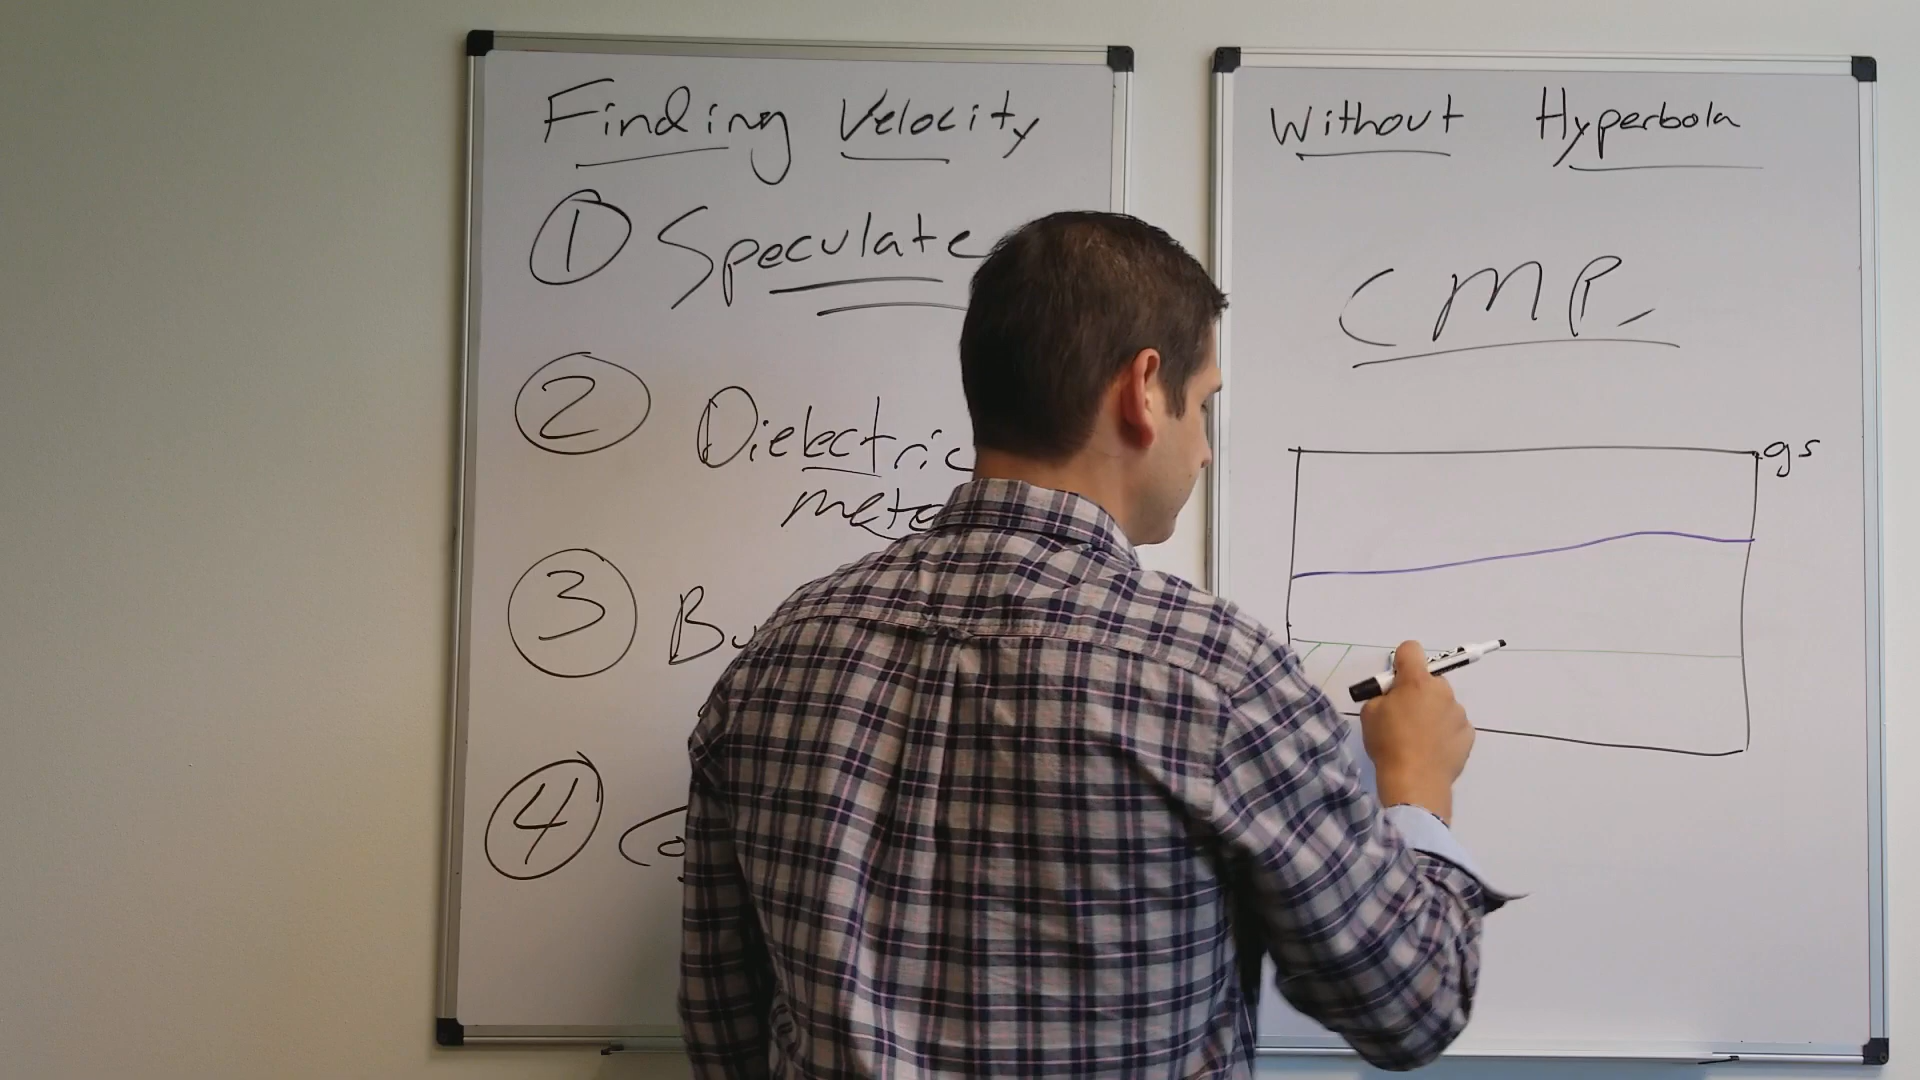 Finding Velocity
① Speculate
② Dielectric
③
④
Without Hyperbola
CMP
gs